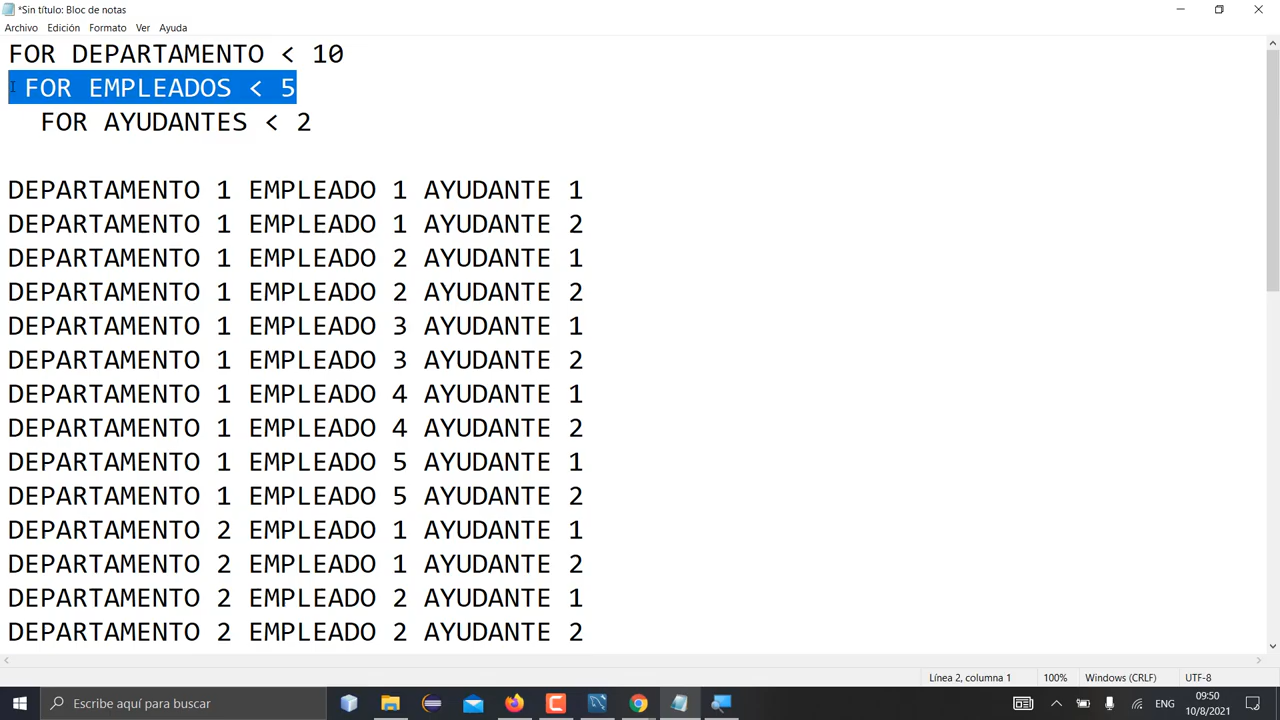 *Sin título: Bloc de notas
Archivo Edición Formato Ver Ayuda
FOR DEPARTAMENTO < 10
FOR EMPLEADOS < 5
FOR AYUDANTES < 2
DEPARTAMENTO 1 EMPLEADO 1 AYUDANTE 1
DEPARTAMENTO 1 EMPLEADO 1 AYUDANTE 2
DEPARTAMENTO 1 EMPLEADO 2 AYUDANTE 1
DEPARTAMENTO 1 EMPLEADO 2 AYUDANTE 2
DEPARTAMENTO 1 EMPLEADO 3 AYUDANTE 1
DEPARTAMENTO 1 EMPLEADO 3 AYUDANTE 2
DEPARTAMENTO 1 EMPLEADO 4 AYUDANTE 1
DEPARTAMENTO 1 EMPLEADO 4 AYUDANTE 2
DEPARTAMENTO 1 EMPLEADO 5 AYUDANTE 1
DEPARTAMENTO 1 EMPLEADO 5 AYUDANTE 2
DEPARTAMENTO 2 EMPLEADO 1 AYUDANTE 1
DEPARTAMENTO 2 EMPLEADO 1 AYUDANTE 2
DEPARTAMENTO 2 EMPLEADO 2 AYUDANTE 1
DEPARTAMENTO 2 EMPLEADO 2 AYUDANTE 2
Línea 2, columna 1 100% Windows (CRLF) UTF-8
Escribe aquí para buscar
ENG
09:50
10/8/2021